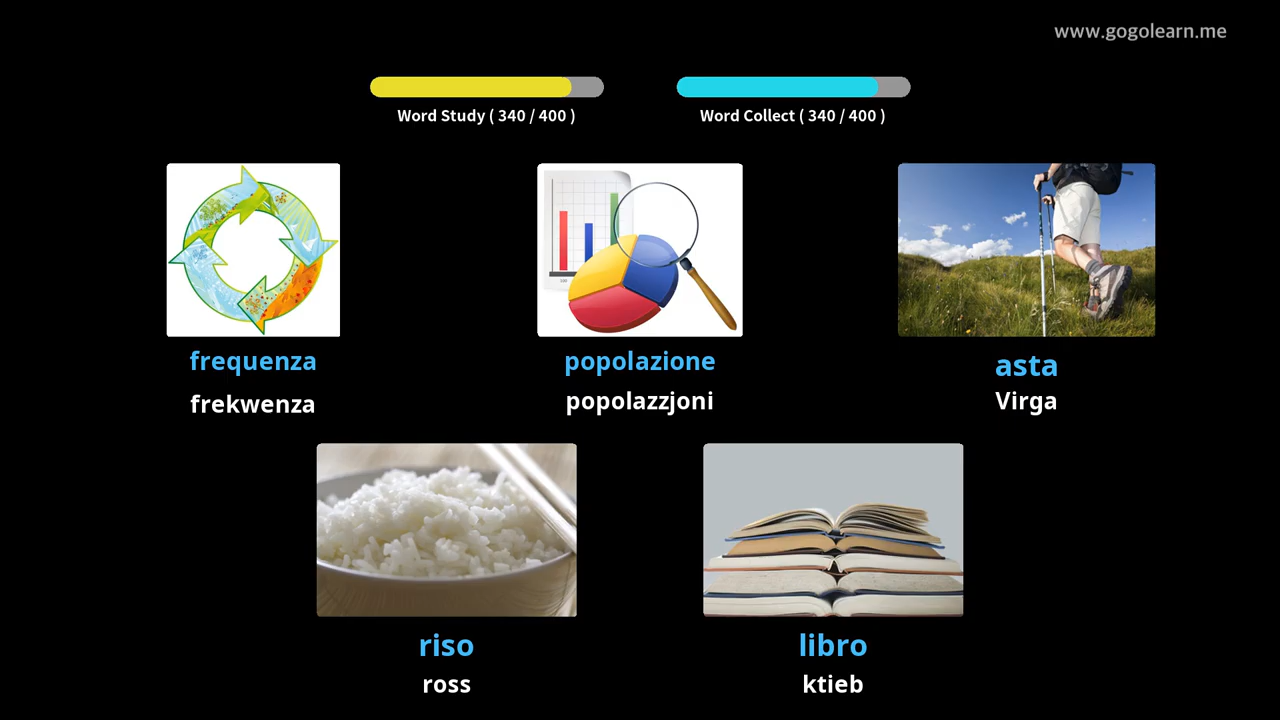 www.gogolearn.me
Word Study ( 340 / 400 )
Word Collect ( 340 / 400 )
100
frequenza
frekwenza
popolazione
popolazzjoni
asta
Virga
riso
ross
libro
ktieb